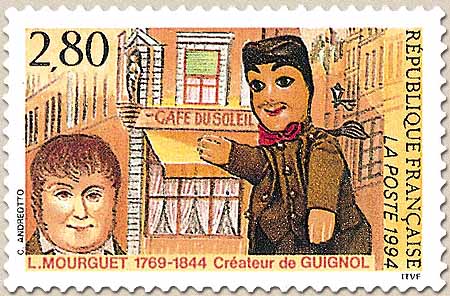 2,80
RÉPUBLIQUE FRANÇAISE
LA POSTE 1994
CAFE DU SOLEIL
C. ANDREOTTO
L. MOURGUET 1769-1844 Créateur de GUIGNOL
ITVF